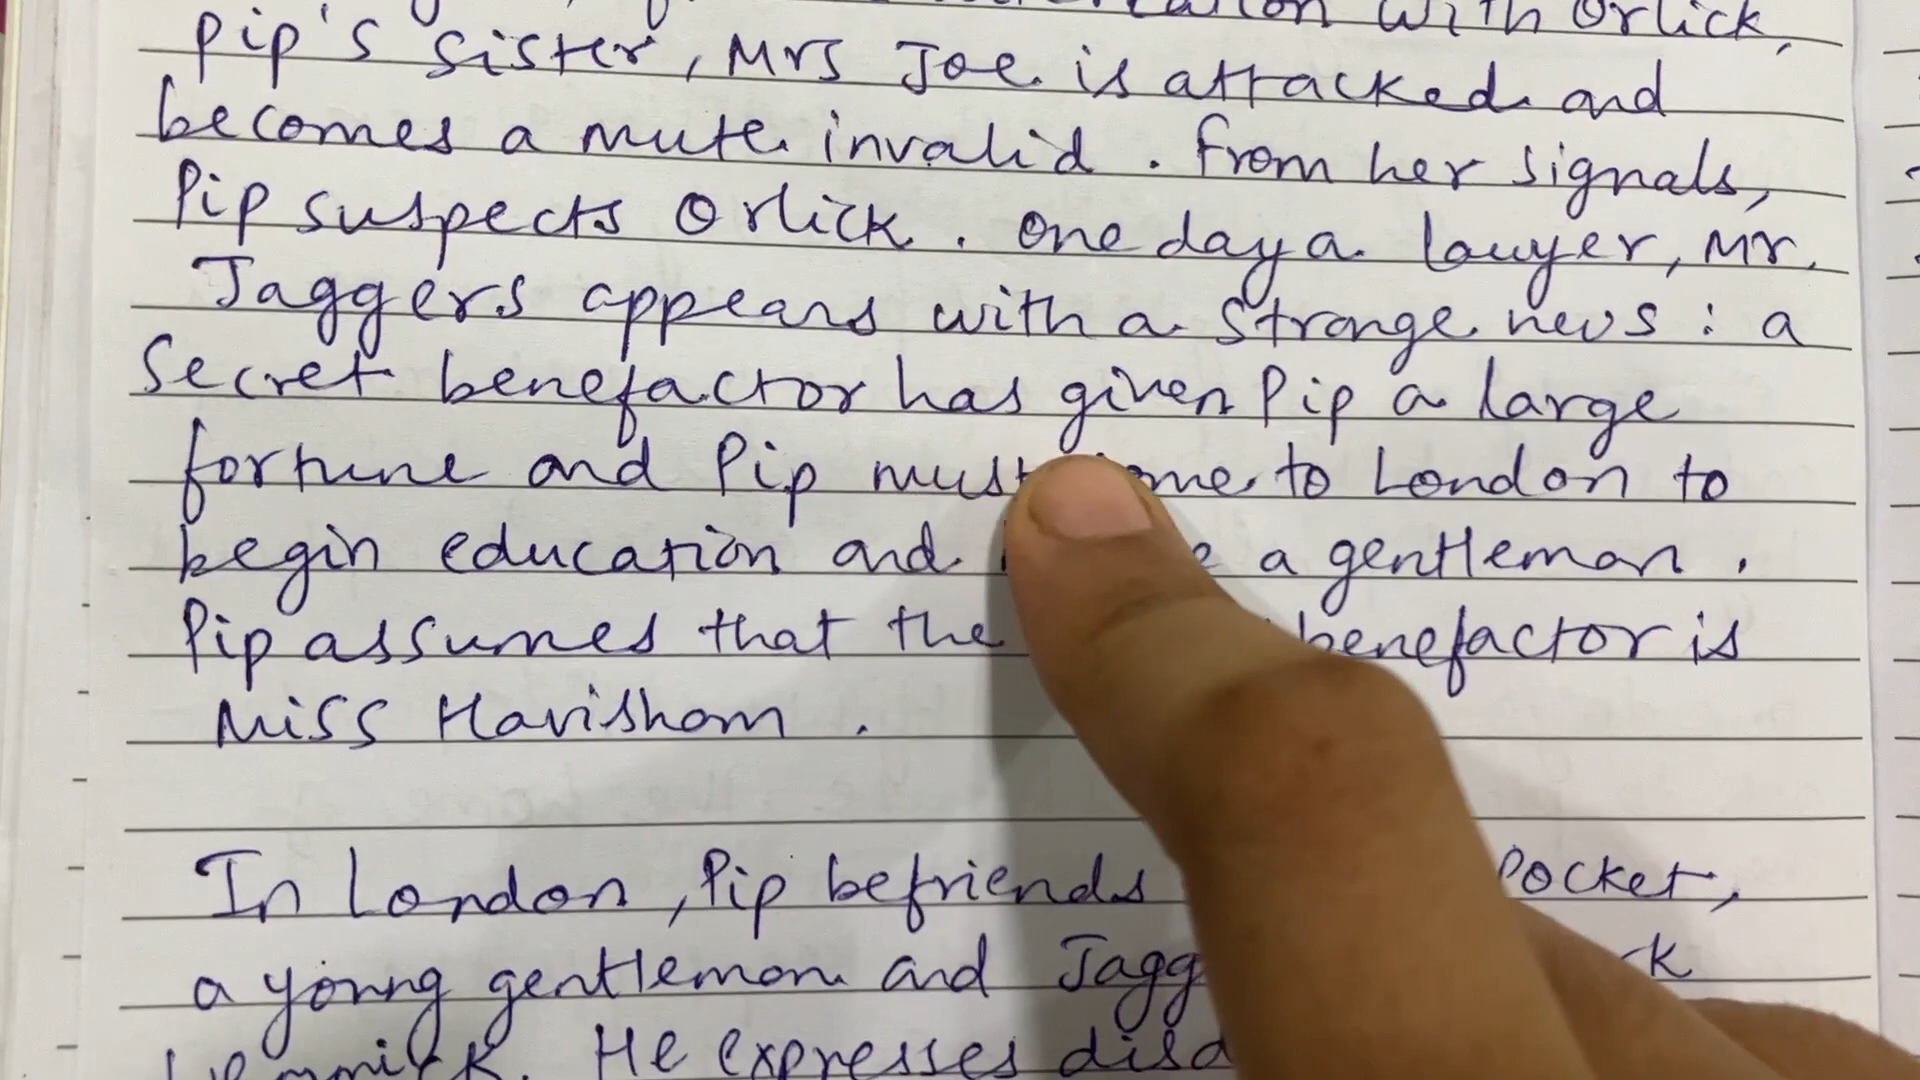 with Orlick,
Pip's sister, Mrs Joe is attacked and
becomes a mute invalid. From her signals,
Pip suspects Orlick. One day a lawyer, Mr.
Jaggers appears with a strange news: a
secret benefactor has given Pip a large
fortune and Pip must to London to
begin education and a gentleman.
Pip assumes that the benefactor is
Miss Havisham.
In London, Pip befriends Pocket,
a young gentleman and
He expresses